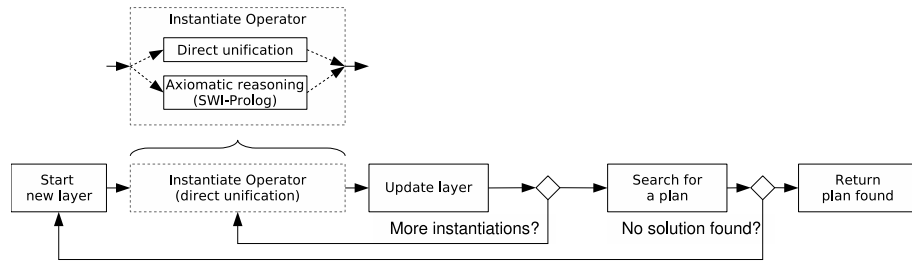 Instantiate Operator
Direct unification
Axiomatic reasoning
(SWI-Prolog)
Start
new layer
Instantiate Operator
(direct unification)
Update layer
Search for
a plan
Return
plan found
More instantiations?
No solution found?